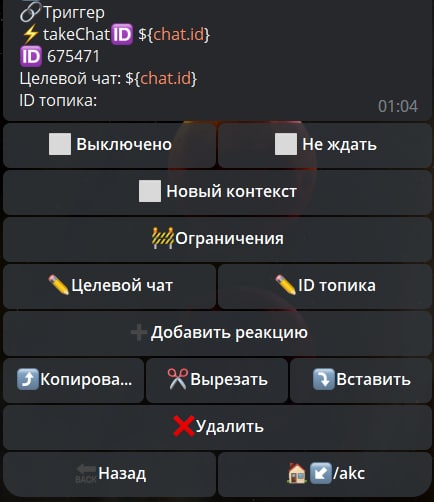 🔗Триггер
⚡takeChat🆔 ${chat.id}
🆔 675471
Целевой чат: ${chat.id}
ID топика:
01:04
⬜ Выключено
⬜ Не ждать
⬜ Новый контекст
🚧Ограничения
✏️Целевой чат
✏️ID топика
➕Добавить реакцию
⤴️Копирова...
✂️Вырезать
⤵️Вставить
❌Удалить
🔙Назад
🏠↙️/akc